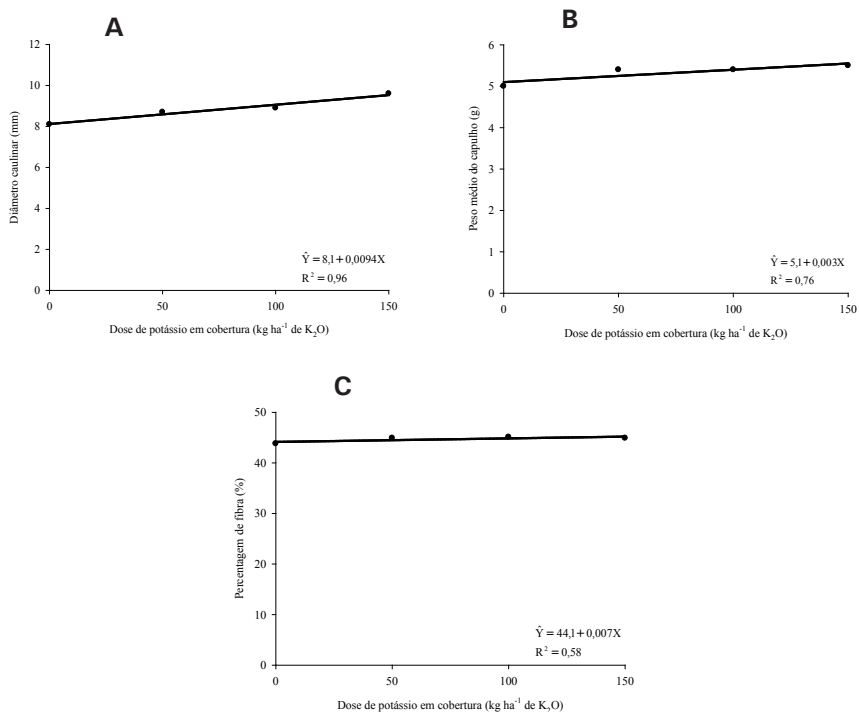 A
12
10
8
6
4
2
0
Diâmetro caulinar (mm)
Ŷ = 8,1+0,0094X
R² = 0,96
0 50 100 150
Dose de potássio em cobertura (kg ha⁻¹ de K₂O)
B
6
5
4
3
2
1
0
Peso médio do capulho (g)
Ŷ = 5,1+0,003X
R² = 0,76
0 50 100 150
Dose de potássio em cobertura (kg ha⁻¹ de K₂O)
C
50
40
30
20
10
0
Percentagem de fibra (%)
Ŷ = 44,1+0,007X
R² = 0,58
0 50 100 150
Dose de potássio em cobertura (kg ha⁻¹ de K₂O)